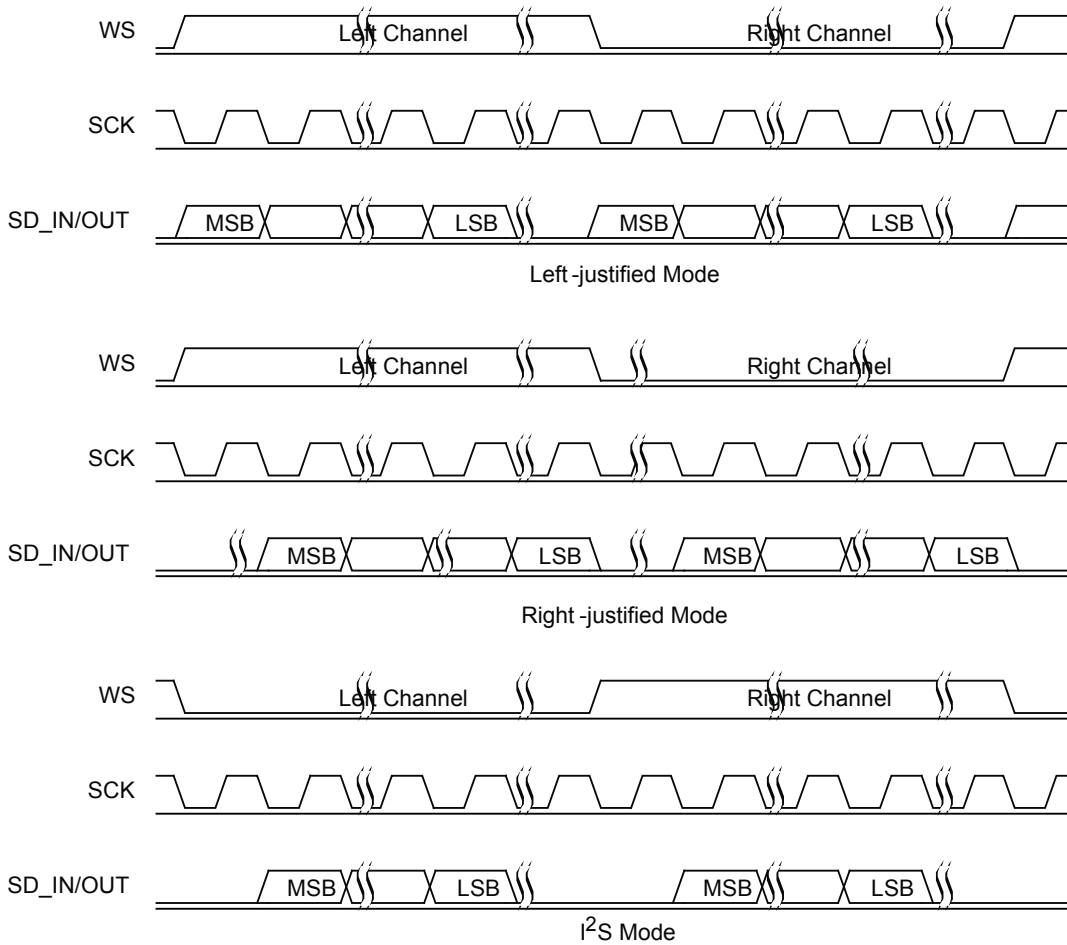 WS Left Channel Right Channel
SCK
SD_IN/OUT MSB LSB MSB LSB
Left-justified Mode
WS Left Channel Right Channel
SCK
SD_IN/OUT MSB LSB MSB LSB
Right-justified Mode
WS Left Channel Right Channel
SCK
SD_IN/OUT MSB LSB MSB LSB
I²S Mode